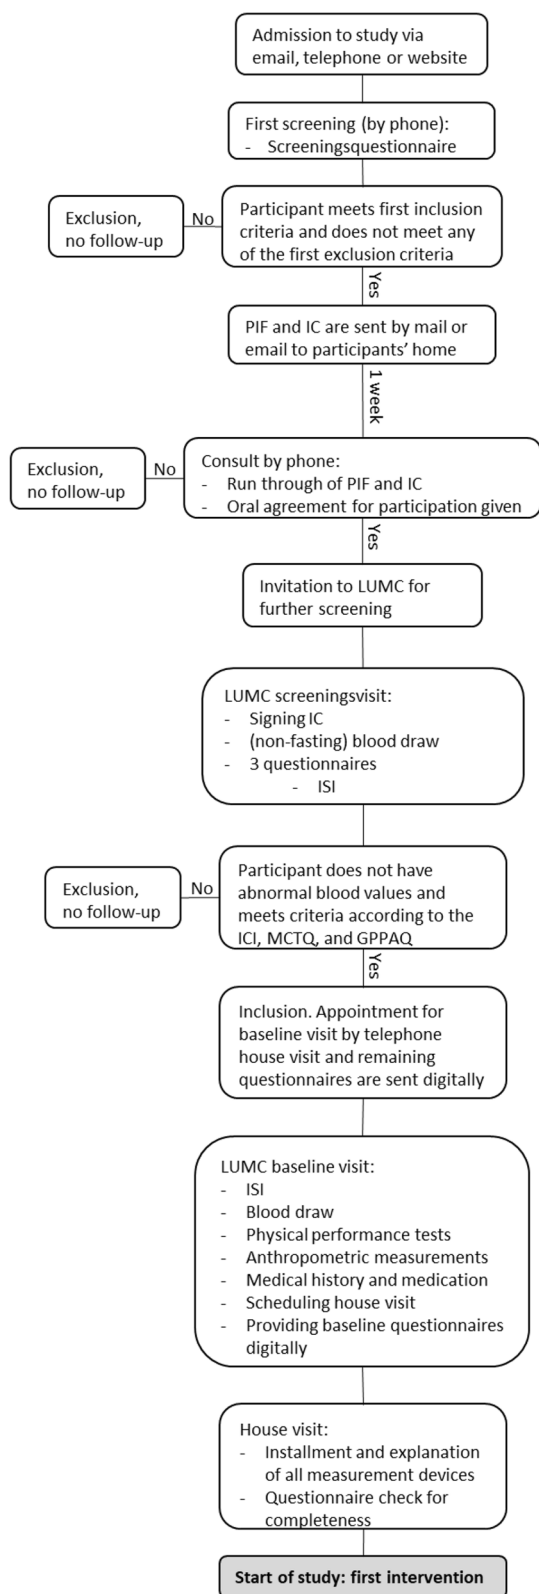 Admission to study via
email, telephone or website
First screening (by phone):
- Screeningsquestionnaire
Exclusion,
no follow-up
No
Participant meets first inclusion
criteria and does not meet any
of the first exclusion criteria
Yes
PIF and IC are sent by mail or
email to participants' home
1 week
Exclusion,
no follow-up
No
Consult by phone:
- Run through of PIF and IC
- Oral agreement for participation given
Yes
Invitation to LUMC for
further screening
LUMC screeningsvisit:
- Signing IC
- (non-fasting) blood draw
- 3 questionnaires
- ISI
Exclusion,
no follow-up
No
Participant does not have
abnormal blood values and
meets criteria according to the
ICI, MCTQ, and GPPAQ
Yes
Inclusion. Appointment for
baseline visit by telephone
house visit and remaining
questionnaires are sent digitally
LUMC baseline visit:
- ISI
- Blood draw
- Physical performance tests
- Anthropometric measurements
- Medical history and medication
- Scheduling house visit
- Providing baseline questionnaires
digitally
House visit:
- Installment and explanation
of all measurement devices
- Questionnaire check for
completeness
Start of study: first intervention